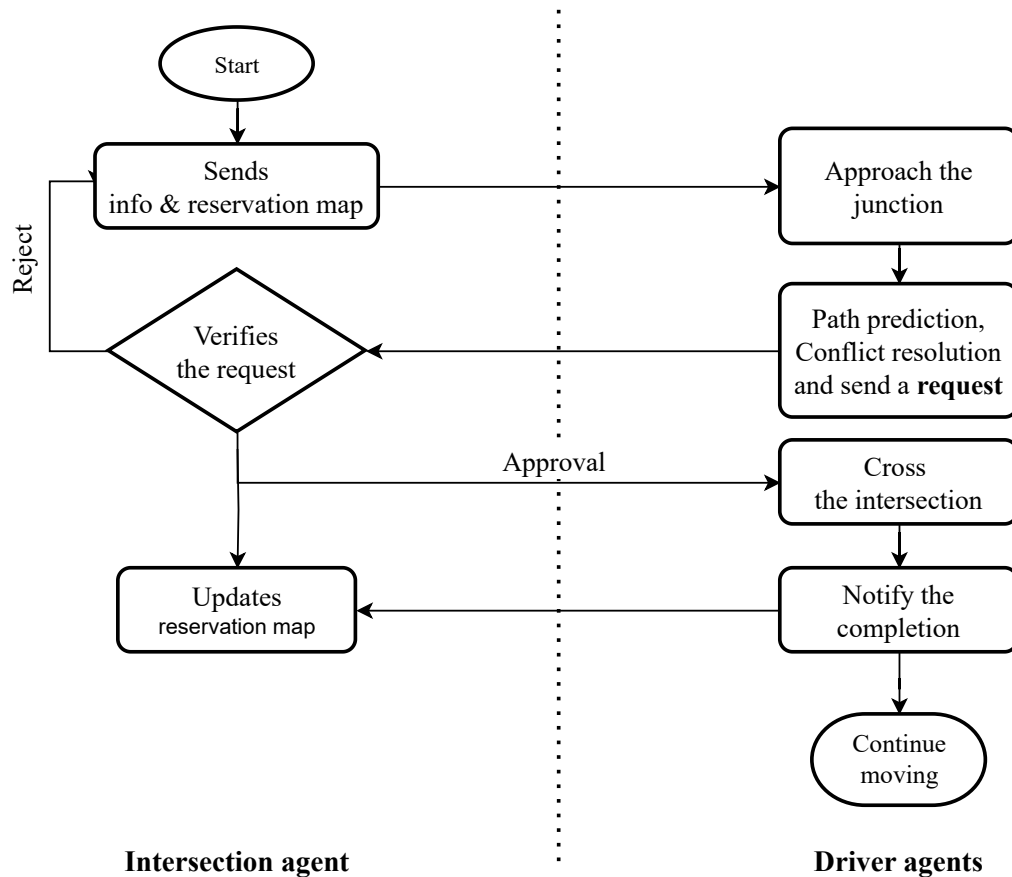 Start
Sends
info & reservation map
Approach the
junction
Reject
Verifies
the request
Path prediction,
Conflict resolution
and send a request
Approval
Cross
the intersection
Updates
reservation map
Notify the
completion
Continue
moving
Intersection agent
Driver agents